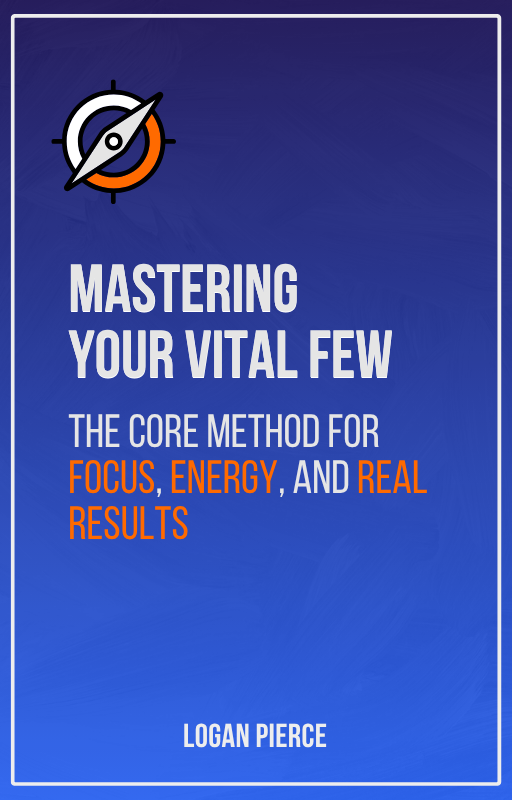 MASTERING
YOUR VITAL FEW
THE CORE METHOD FOR
FOCUS, ENERGY, AND REAL
RESULTS
LOGAN PIERCE